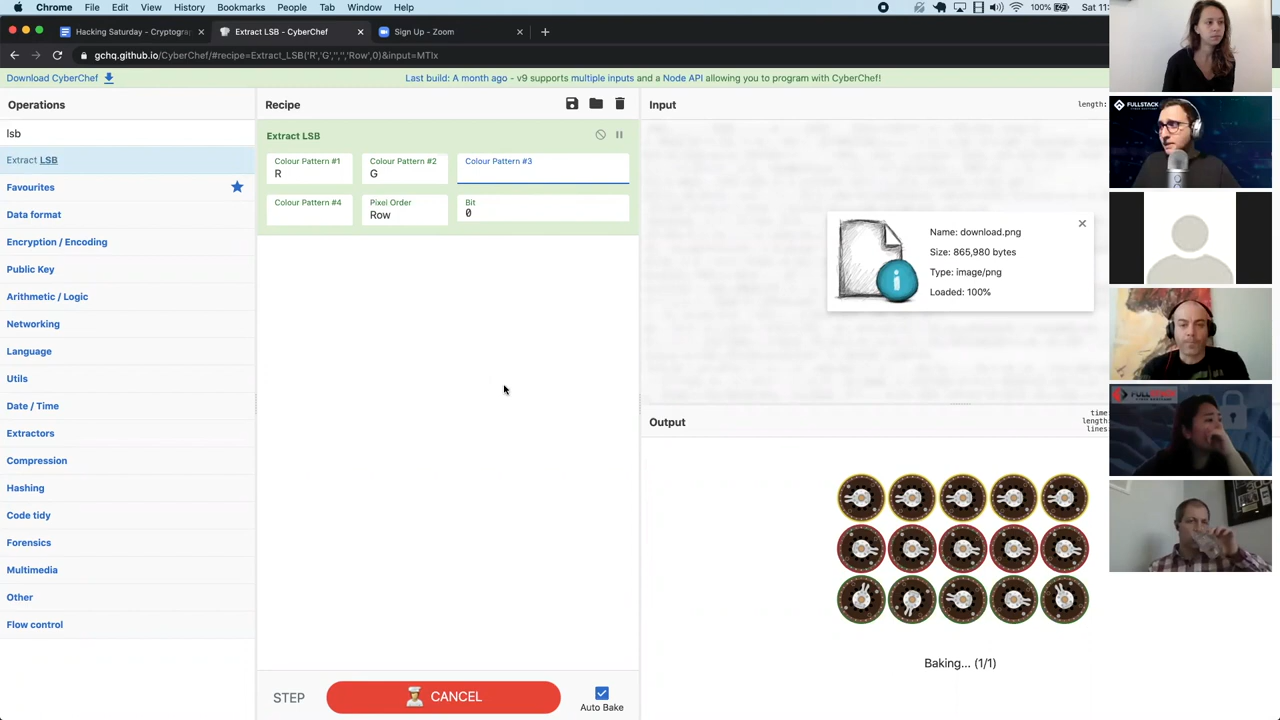 Chrome File Edit View History Bookmarks People Tab Window Help
100% Sat 11:
Hacking Saturday - Cryptogra
Extract LSB - CyberChef
Sign Up - Zoom
gchq.github.io/CyberChef/#recipe=Extract_LSB('R','G','','','Row',0)&input=MTIx
Download CyberChef
Last build: A month ago - v9 supports multiple inputs and a Node API allowing you to program with CyberChef!
Operations
Recipe
Input
length:
lsb
Extract LSB
Favourites
Data format
Encryption / Encoding
Public Key
Arithmetic / Logic
Networking
Language
Utils
Date / Time
Extractors
Compression
Hashing
Code tidy
Forensics
Multimedia
Other
Flow control
Extract LSB
Colour Pattern #1
R
Colour Pattern #2
G
Colour Pattern #3
Colour Pattern #4
Pixel Order
Row
Bit
0
Name: download.png
Size: 865,980 bytes
Type: image/png
Loaded: 100%
Output
time
length:
lines:
Baking... (1/1)
STEP
CANCEL
Auto Bake
FULLSTACK